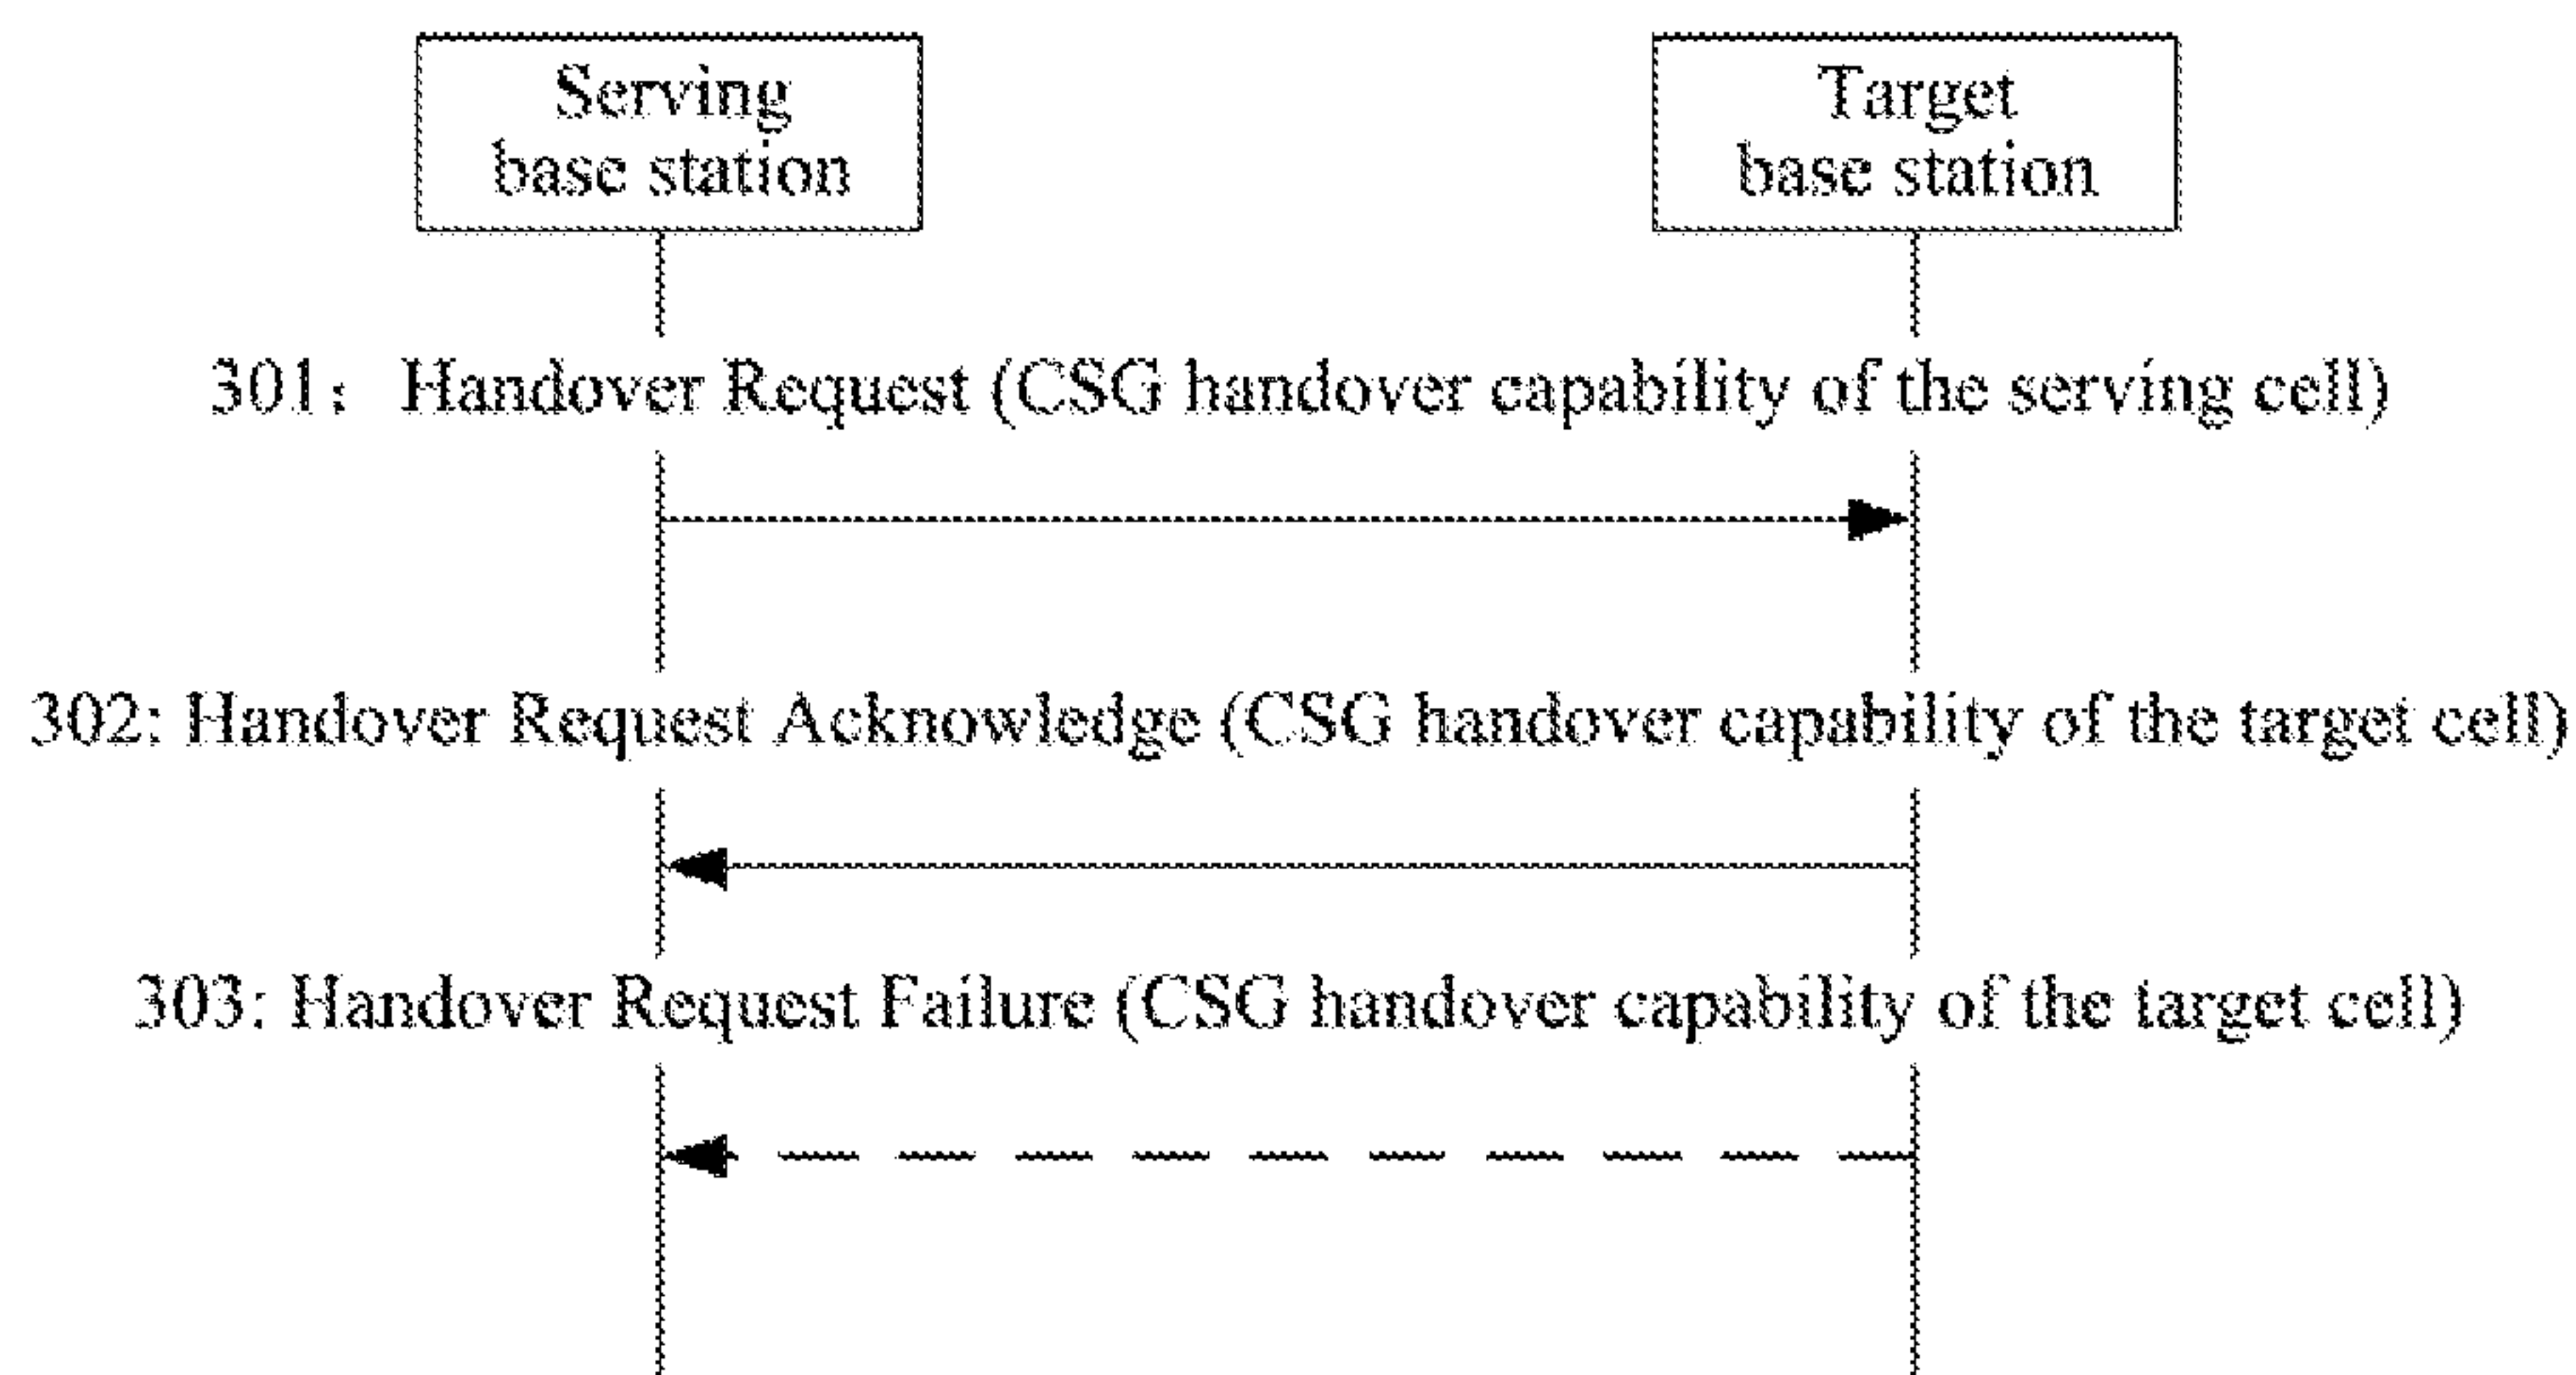 Serving
base station
Target
base station
301: Handover Request (CSG handover capability of the serving cell)
302: Handover Request Acknowledge (CSG handover capability of the target cell)
303: Handover Request Failure (CSG handover capability of the target cell)